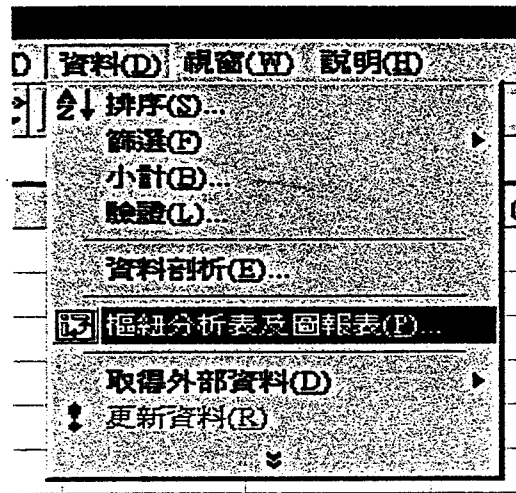 資料(D) 視窗(W) 說明(H)
排序(S)...
篩選(F)
小計(B)...
驗證(L)...
資料剖析(E)...
樞紐分析表及圖報表(P)...
取得外部資料(D)
更新資料(R)